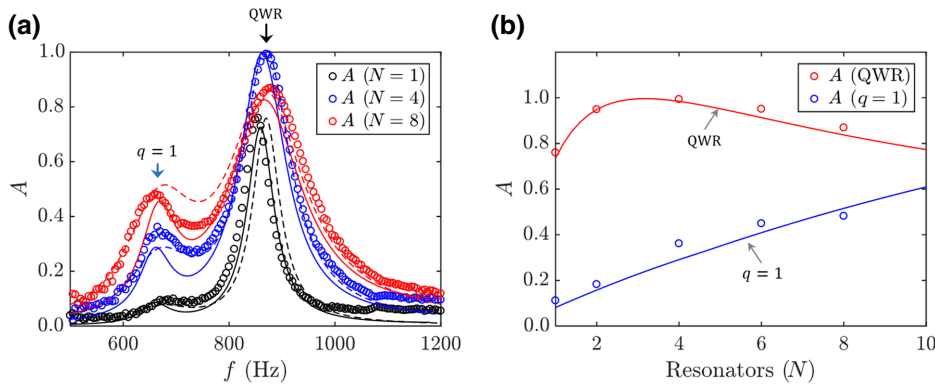 (a)
QWR
A
1.0
0.8
0.6
0.4
0.2
0.0
q = 1
A (N = 1)
A (N = 4)
A (N = 8)
600
800
1000
1200
f (Hz)
(b)
A
1.0
0.8
0.6
0.4
0.2
0.0
A (QWR)
A (q = 1)
QWR
q = 1
2
4
6
8
10
Resonators (N)